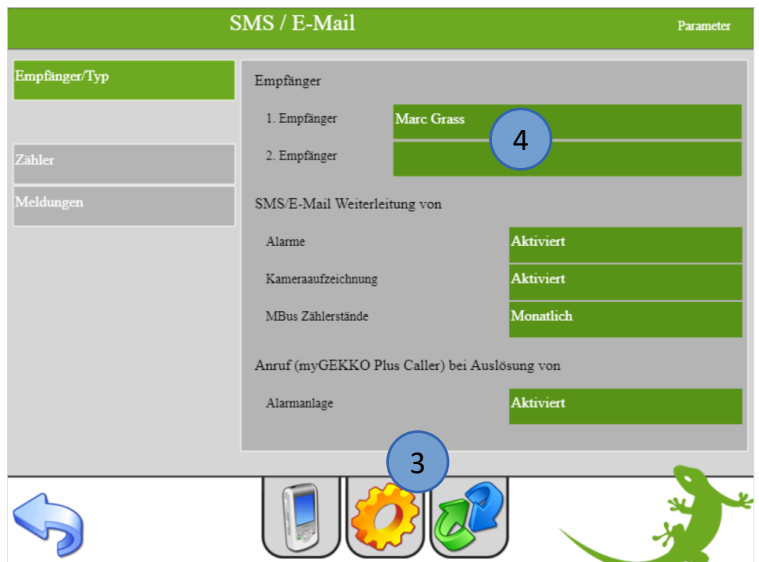 SMS / E-Mail
Parameter
Empfänger/Typ
Zähler
Meldungen
Empfänger
1. Empfänger Marc Grass
4
2. Empfänger
SMS/E-Mail Weiterleitung von
Alarme Aktiviert
Kameraaufzeichnung Aktiviert
MBus Zählerstände Monatlich
Anruf (myGEKKO Plus Caller) bei Auslösung von
Alarmanlage Aktiviert
3